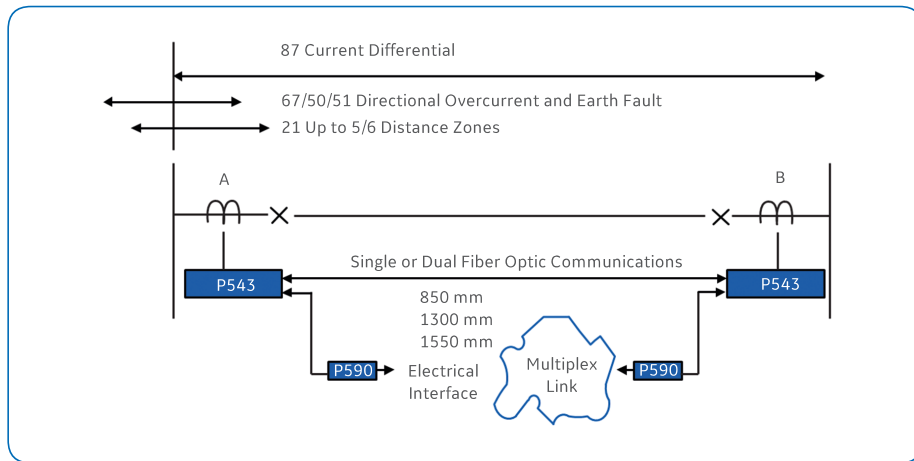 87 Current Differential
67/50/51 Directional Overcurrent and Earth Fault
21 Up to 5/6 Distance Zones
A
B
Single or Dual Fiber Optic Communications
P543
P543
850 mm
1300 mm
1550 mm
P590
Electrical
Interface
Multiplex
Link
P590